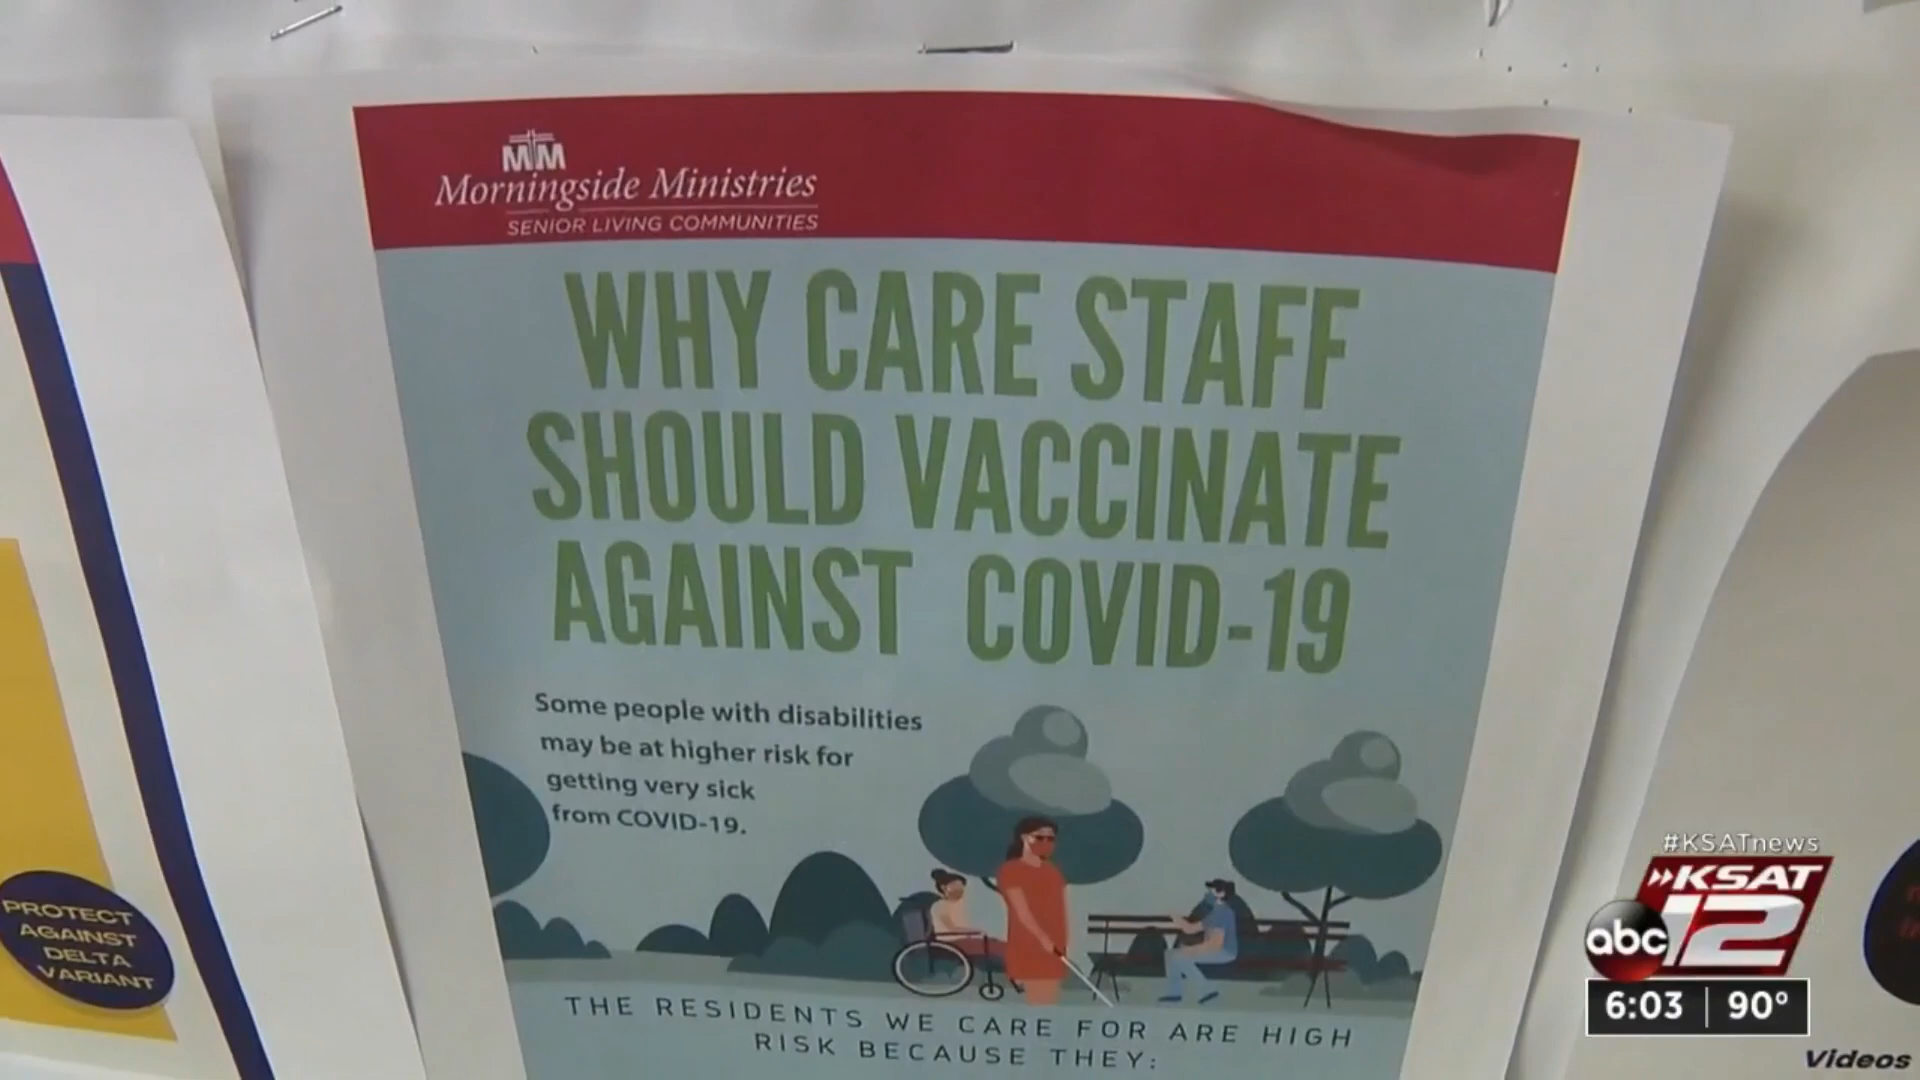 MM
Morningside Ministries
SENIOR LIVING COMMUNITIES
WHY CARE STAFF
SHOULD VACCINATE
AGAINST COVID-19
Some people with disabilities
may be at higher risk for
getting very sick
from COVID-19.
THE RESIDENTS WE CARE FOR ARE HIGH
RISK BECAUSE THEY:
PROTECT
AGAINST
DELTA
VARIANT
#KSATnews
KSAT
abc 12
6:03 90°
Videos